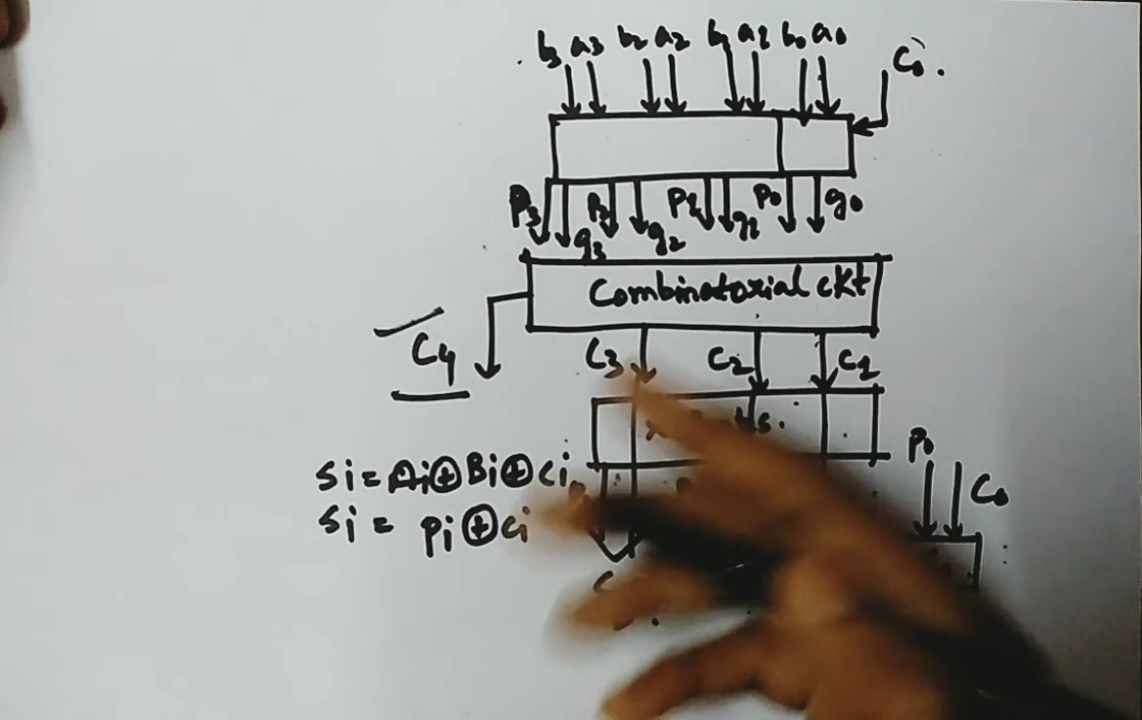 b3 a3 b2 a2 b1 a1 b0 a0
C0
P3 g3 P2 g2 P1 g1 P0 g0
Combinatorial ckt
C4 C3 C2 C1
P0 C0
Si = Ai ⊕ Bi ⊕ Ci
Si = Pi ⊕ Ci